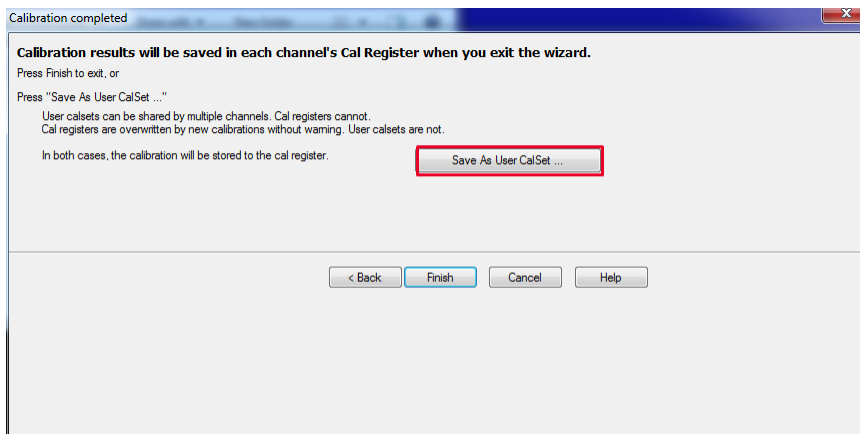 Calibration completed
Calibration results will be saved in each channel's Cal Register when you exit the wizard.
Press Finish to exit, or
Press "Save As User CalSet ..."
User calsets can be shared by multiple channels. Cal registers cannot.
Cal registers are overwritten by new calibrations without warning. User calsets are not.
In both cases, the calibration will be stored to the cal register.
Save As User CalSet ...
< Back
Finish
Cancel
Help